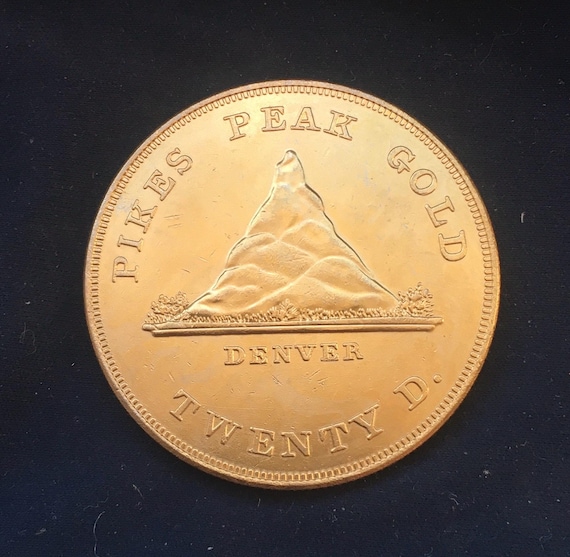 PIKES PEAK GOLD
DENVER
TWENTY D.